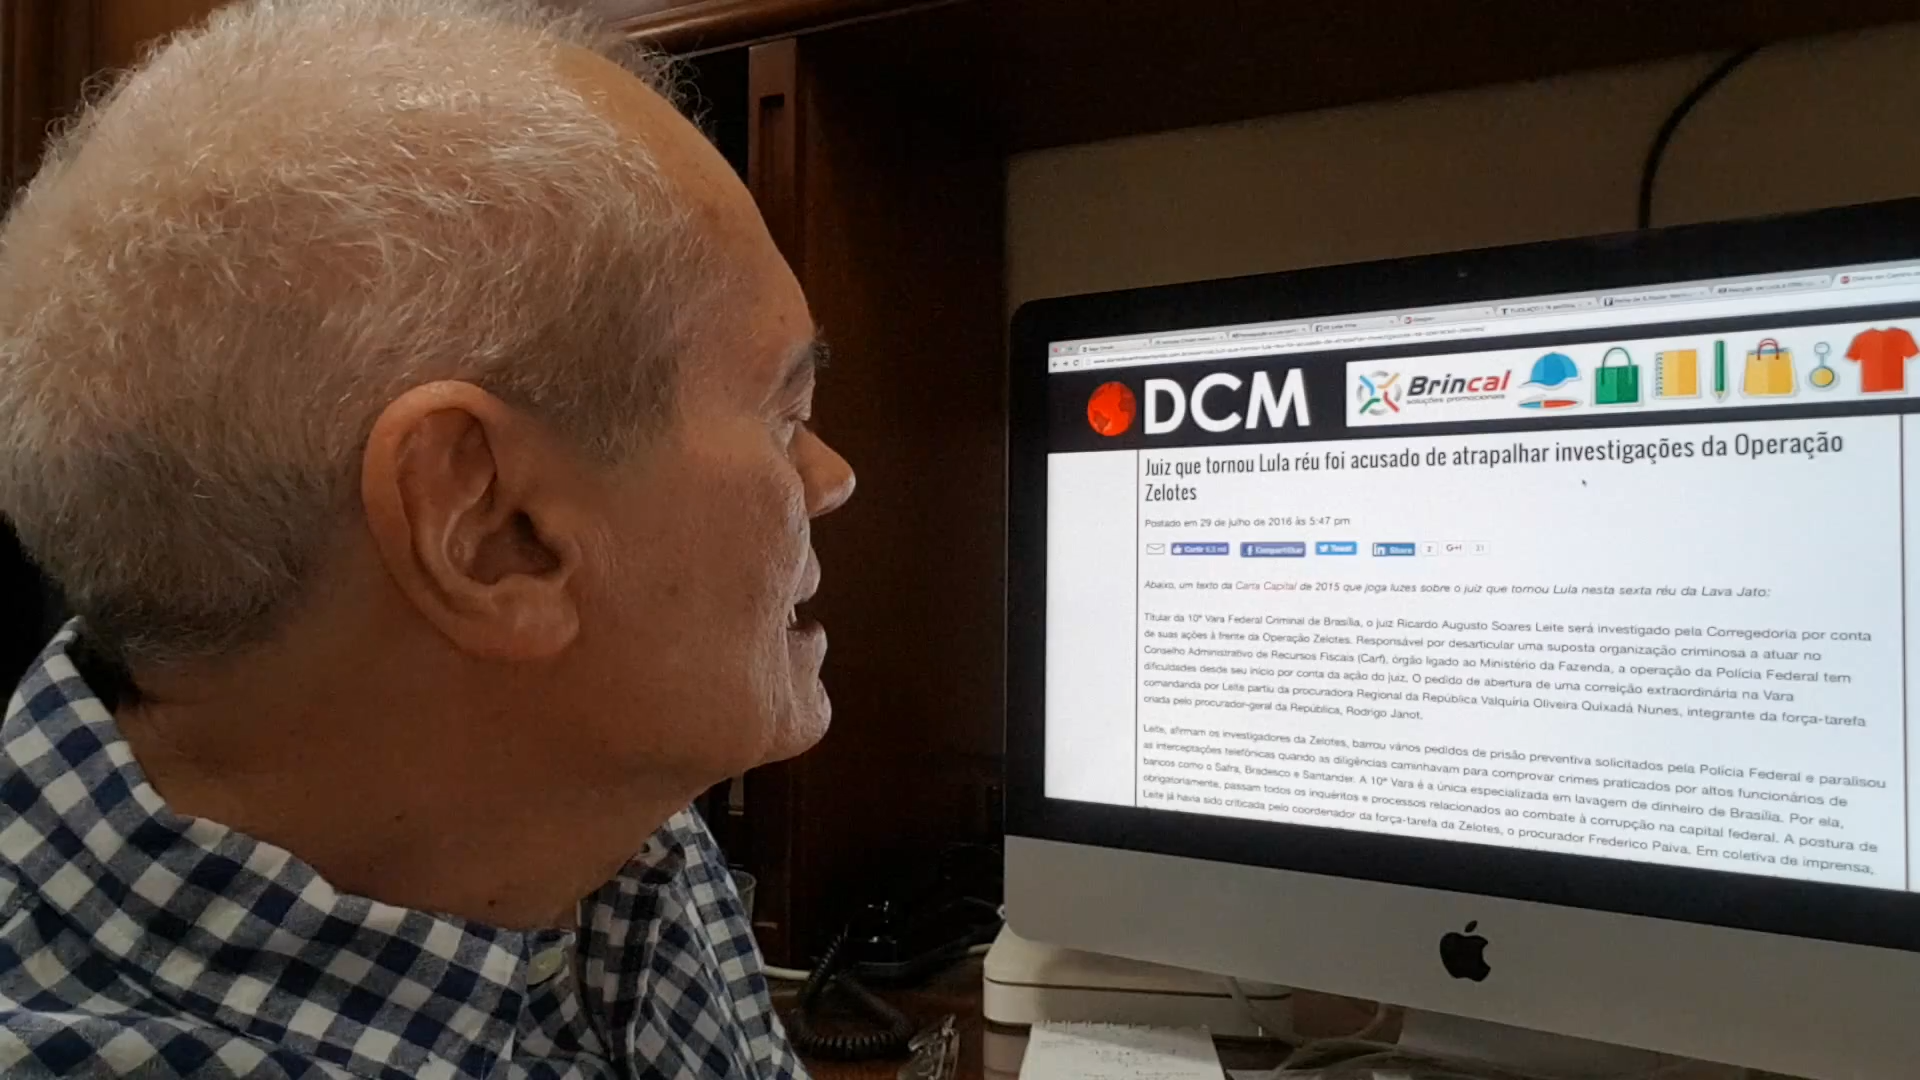 DCM
Brincal
soluções promocionais
Juiz que tornou Lula réu foi acusado de atrapalhar investigações da Operação
Zelotes
Postado em 29 de julho de 2016 às 5:47 pm
Curtir
Compartilhar
Tweet
Share
2
G+1
31
Abaixo, um texto da Carta Capital de 2015 que joga luzes sobre o juiz que tornou Lula nesta sexta réu da Lava Jato:
Titular da 10ª Vara Federal Criminal de Brasília, o juiz Ricardo Augusto Soares Leite será investigado pela Corregedoria por conta
de suas ações à frente da Operação Zelotes. Responsável por desarticular uma suposta organização criminosa a atuar no
Conselho Administrativo de Recursos Fiscais (Carf), órgão ligado ao Ministério da Fazenda, a operação da Polícia Federal tem
dificuldades desde seu início por conta da ação do juiz. O pedido de abertura de uma correição extraordinária na Vara
comandanda por Leite partiu da procuradora Regional da República Valquíria Oliveira Quixadá Nunes, integrante da força-tarefa
criada pelo procurador-geral da República, Rodrigo Janot.
Leite, afirmam os investigadores da Zelotes, barrou vários pedidos de prisão preventiva solicitados pela Polícia Federal e paralisou
as interceptações telefônicas quando as diligências caminhavam para comprovar crimes praticados por altos funcionários de
bancos como o Safra, Bradesco e Santander. A 10ª Vara é a única especializada em lavagem de dinheiro de Brasília. Por ela,
obrigatoriamente, passam todos os inquéritos e processos relacionados ao combate à corrupção na capital federal. A postura de
Leite já havia sido criticada pelo coordenador da força-tarefa da Zelotes, o procurador Frederico Paiva. Em coletiva de imprensa,